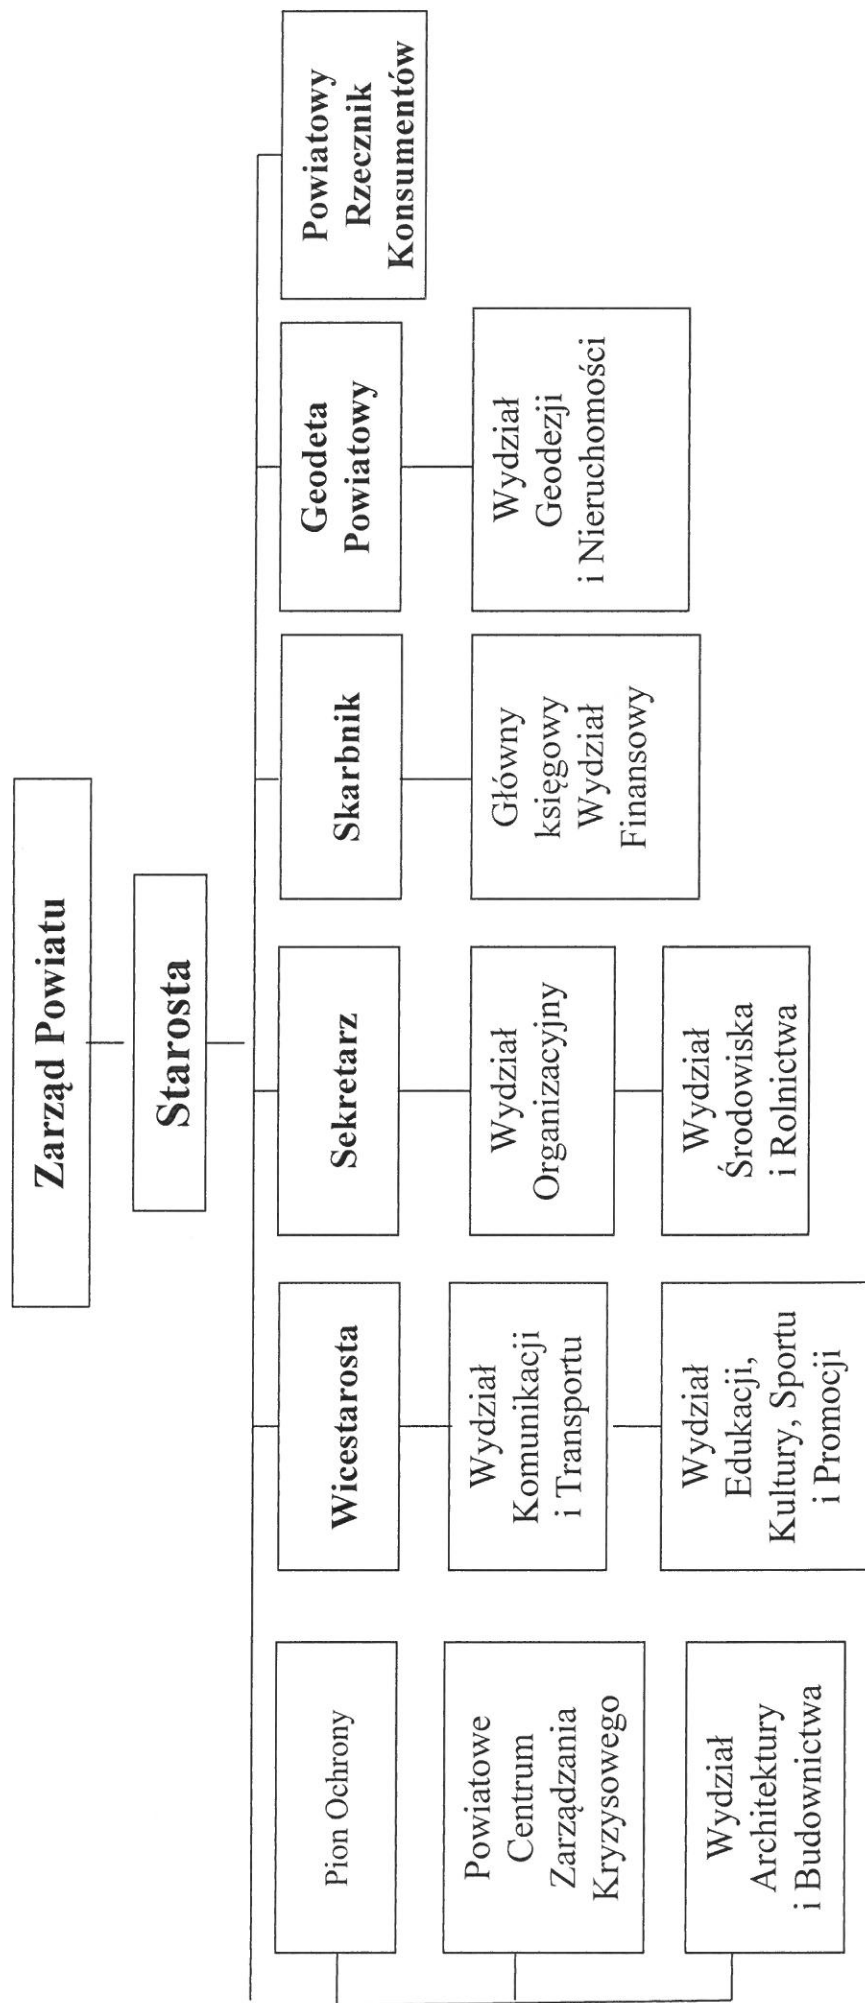 Zarząd Powiatu
Starosta
Pion Ochrony
Powiatowe
Centrum
Zarządzania
Kryzysowego
Wydział
Architektury
i Budownictwa
Wicestarosta
Wydział
Komunikacji
i Transportu
Wydział
Edukacji,
Kultury, Sportu
i Promocji
Sekretarz
Wydział
Organizacyjny
Wydział
Środowiska
i Rolnictwa
Skarbnik
Główny
księgowy
Wydział
Finansowy
Geodeta
Powiatowy
Wydział
Geodezji
i Nieruchomości
Powiatowy
Rzecznik
Konsumentów